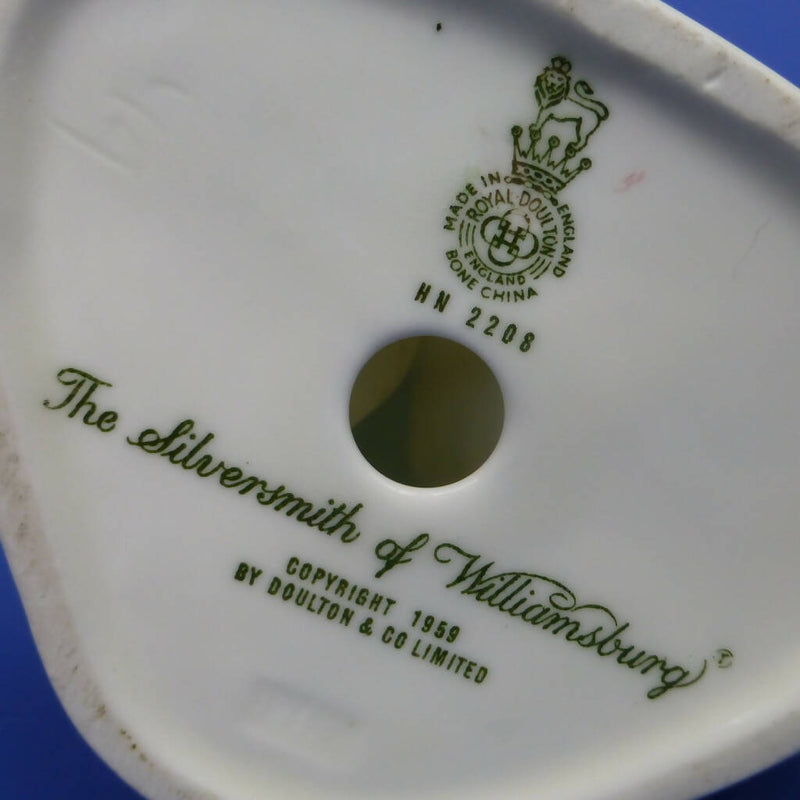 MADE IN ENGLAND
ROYAL·DOULTON
ENGLAND
BONE CHINA
HN 2208
The Silversmith of Williamsburg
COPYRIGHT 1959
BY DOULTON & CO LIMITED